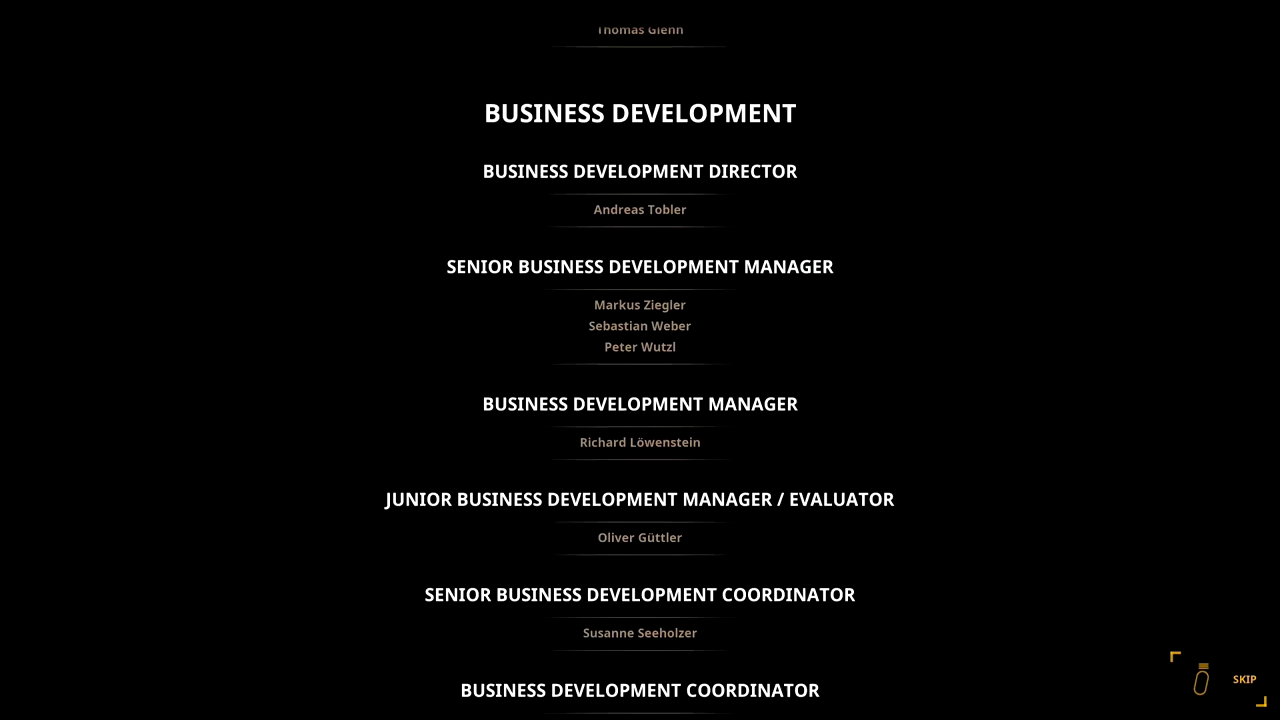 Thomas Glenn
BUSINESS DEVELOPMENT
BUSINESS DEVELOPMENT DIRECTOR
Andreas Tobler
SENIOR BUSINESS DEVELOPMENT MANAGER
Markus Ziegler
Sebastian Weber
Peter Wutzl
BUSINESS DEVELOPMENT MANAGER
Richard Löwenstein
JUNIOR BUSINESS DEVELOPMENT MANAGER / EVALUATOR
Oliver Güttler
SENIOR BUSINESS DEVELOPMENT COORDINATOR
Susanne Seeholzer
BUSINESS DEVELOPMENT COORDINATOR
SKIP